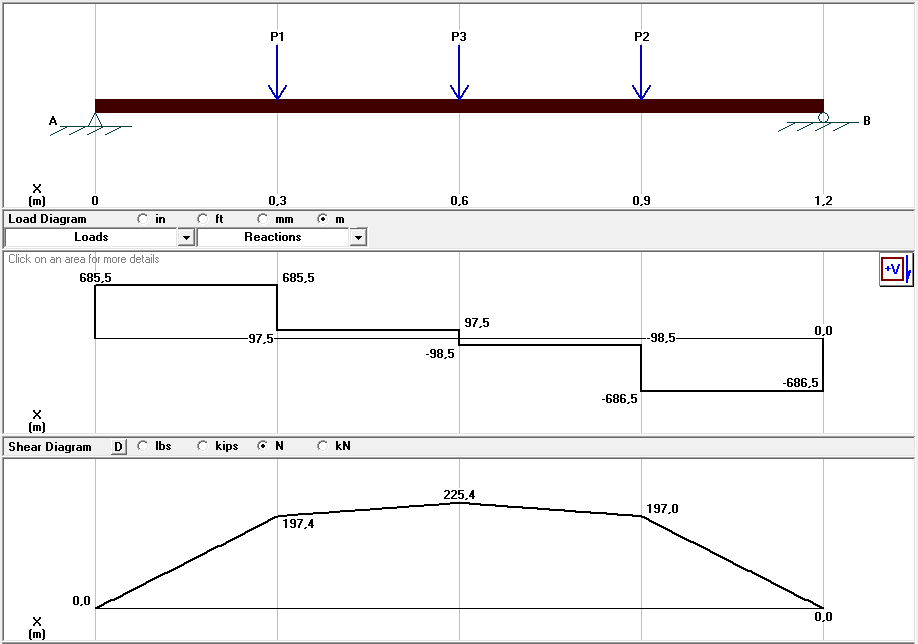 P1 P3 P2
A B
X
(m) 0 0,3 0,6 0,9 1,2
Load Diagram in ft mm m
Loads Reactions
Click on an area for more details
+V
685,5 685,5
97,5 97,5 -98,5 0,0
-98,5
-686,5 -686,5
X
(m)
Shear Diagram D lbs kips N kN
225,4
197,4 197,0
0,0
0,0
X
(m)